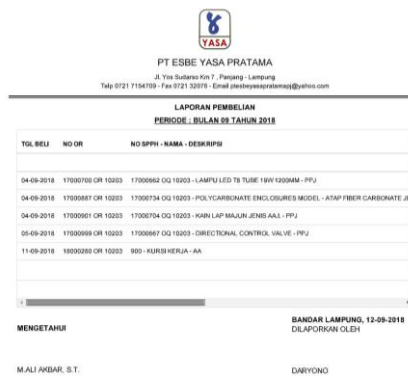 YASA
PT ESBE YASA PRATAMA
Jl. Yos Sudarso Km 7 , Panjang - Lampung
Telp 0721 7154709 - Fax 0721 32076 - Email ptesbeyasapratamapj@yahoo.com
LAPORAN PEMBELIAN
PERIODE : BULAN 09 TAHUN 2018
TGL BELI NO OR NO SPPH - NAMA - DESKRIPSI
04-09-2018 17000700 OR 10203 17000662 OQ 10203 - LAMPU LED T8 TUBE 19W 1200MM - PPJ
04-09-2018 17000887 OR 10203 17000734 OQ 10203 - POLYCARBONATE ENCLOSURES MODEL - ATAP FIBER CARBONATE
04-09-2018 17000901 OR 10203 17000704 OQ 10203 - KAIN LAP MAJUN JENIS AA.I. - PPJ
05-09-2018 17000999 OR 10203 17000667 OQ 10203 - DIRECTIONAL CONTROL VALVE - PPJ
11-09-2018 18000280 OR 10203 900 - KURSI KERJA - AA
BANDAR LAMPUNG, 12-09-2018
MENGETAHUI DILAPORKAN OLEH
M.ALI AKBAR, S.T. DARYONO